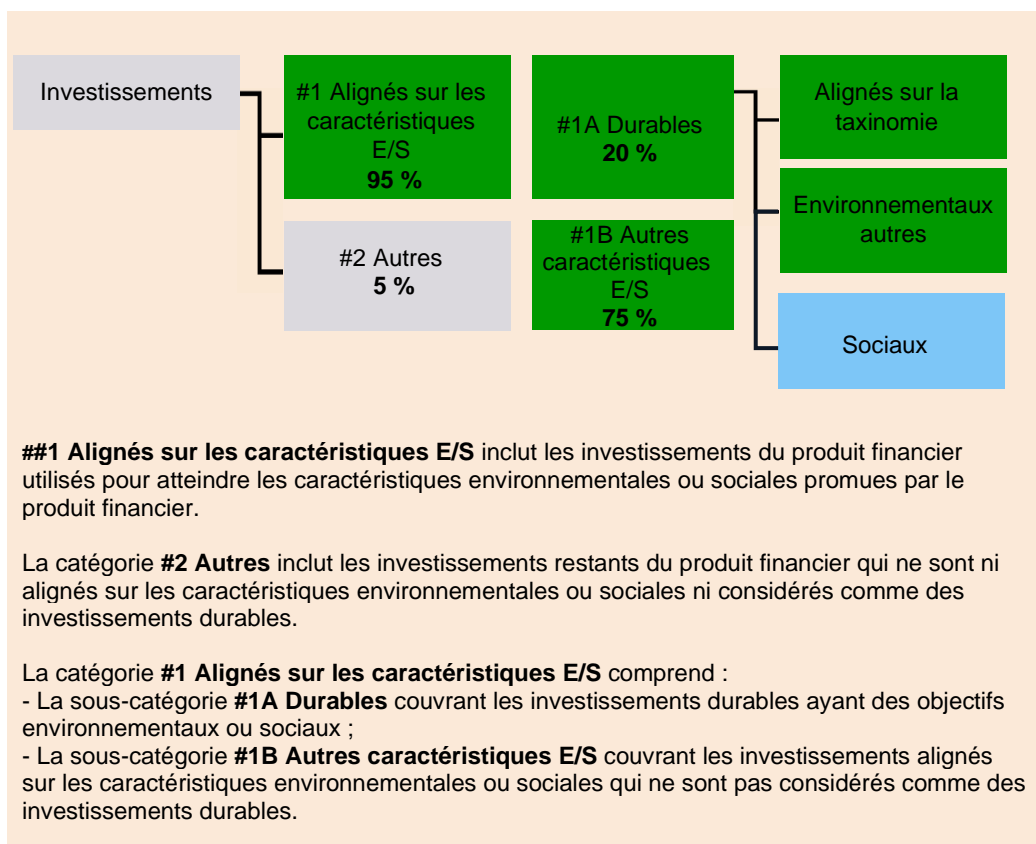 Investissements
#1 Alignés sur les
caractéristiques
E/S
95 %
#2 Autres
5 %
#1A Durables
20 %
#1B Autres
caractéristiques
E/S
75 %
Alignés sur la
taxinomie
Environnementaux
autres
Sociaux
##1 Alignés sur les caractéristiques E/S inclut les investissements du produit financier
utilisés pour atteindre les caractéristiques environnementales ou sociales promues par le
produit financier.
La catégorie #2 Autres inclut les investissements restants du produit financier qui ne sont ni
alignés sur les caractéristiques environnementales ou sociales ni considérés comme des
investissements durables.
La catégorie #1 Alignés sur les caractéristiques E/S comprend :
- La sous-catégorie #1A Durables couvrant les investissements durables ayant des objectifs
environnementaux ou sociaux ;
- La sous-catégorie #1B Autres caractéristiques E/S couvrant les investissements alignés
sur les caractéristiques environnementales ou sociales qui ne sont pas considérés comme des
investissements durables.